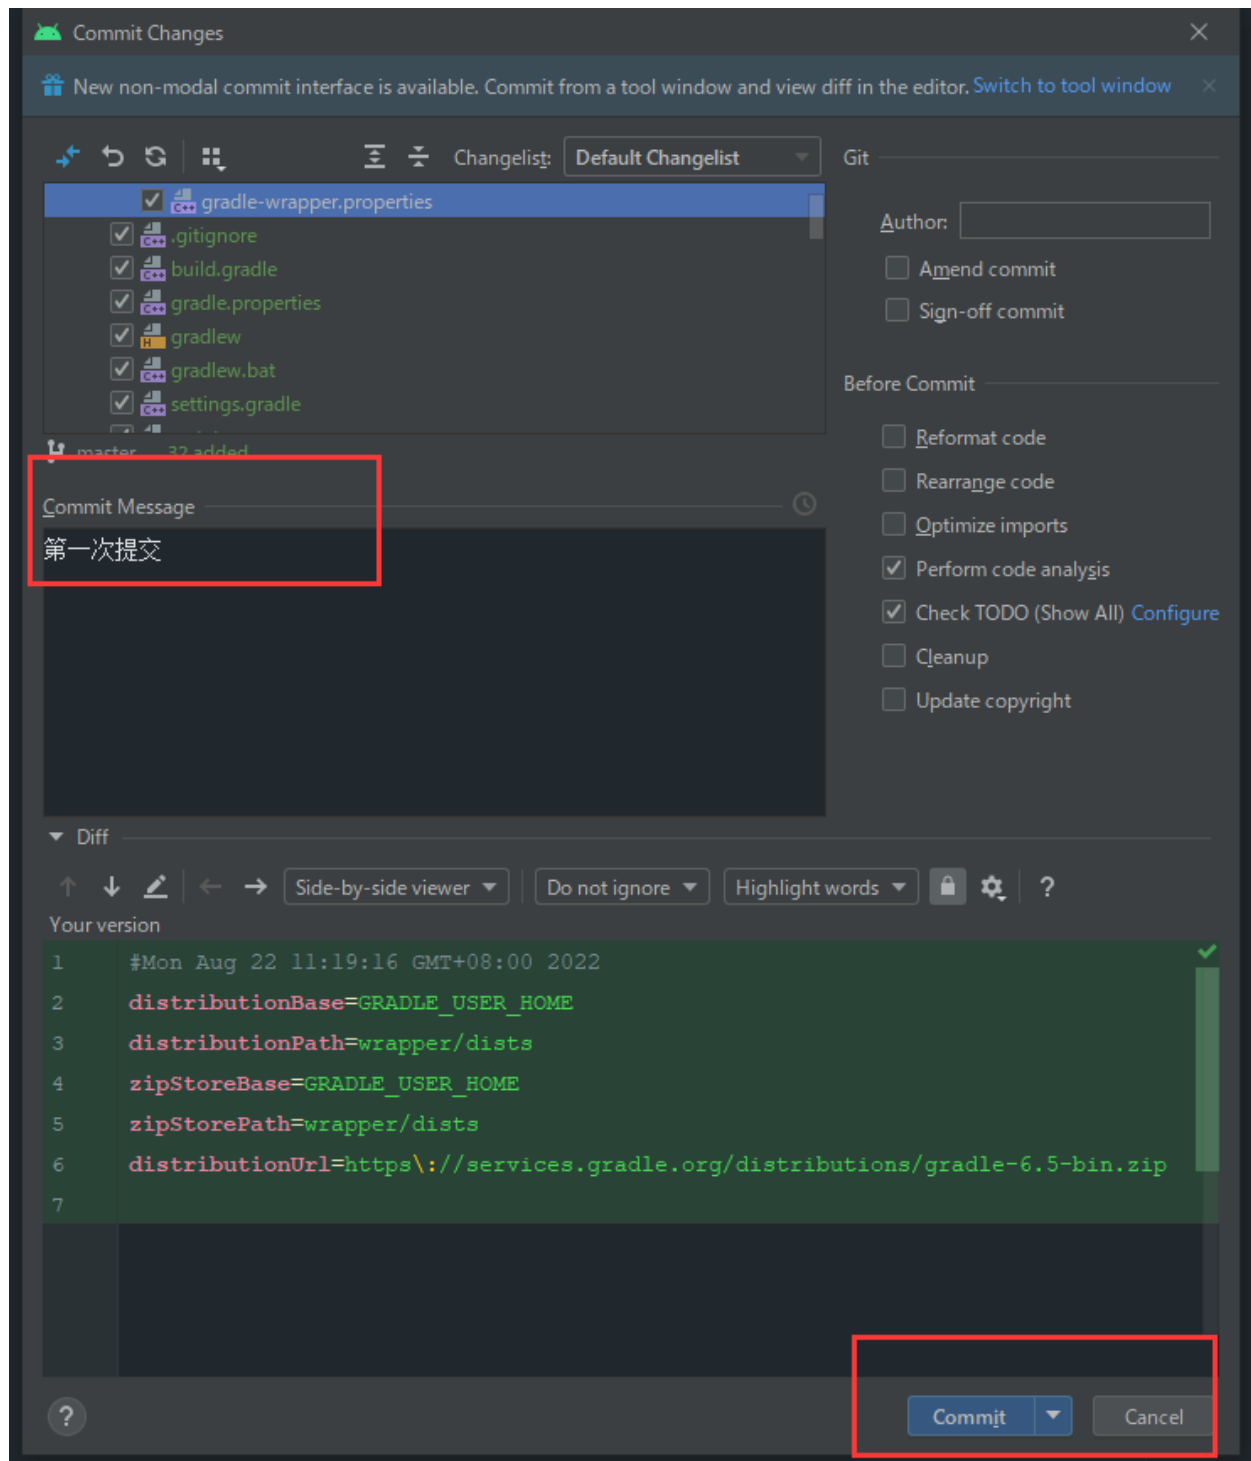 Commit Changes
New non-modal commit interface is available. Commit from a tool window and view diff in the editor. Switch to tool window
Changelist: Default Changelist
Git
gradle-wrapper.properties
.gitignore
build.gradle
gradle.properties
gradlew
gradlew.bat
settings.gradle
master 32 added
Author:
Amend commit
Sign-off commit
Before Commit
Reformat code
Rearrange code
Optimize imports
Perform code analysis
Check TODO (Show All) Configure
Cleanup
Update copyright
Commit Message
第一次提交
Diff
Side-by-side viewer
Do not ignore
Highlight words
?
Your version
1 #Mon Aug 22 11:19:16 GMT+08:00 2022
2 distributionBase=GRADLE_USER_HOME
3 distributionPath=wrapper/dists
4 zipStoreBase=GRADLE_USER_HOME
5 zipStorePath=wrapper/dists
6 distributionUrl=https\://services.gradle.org/distributions/gradle-6.5-bin.zip
7
?
Commit
Cancel